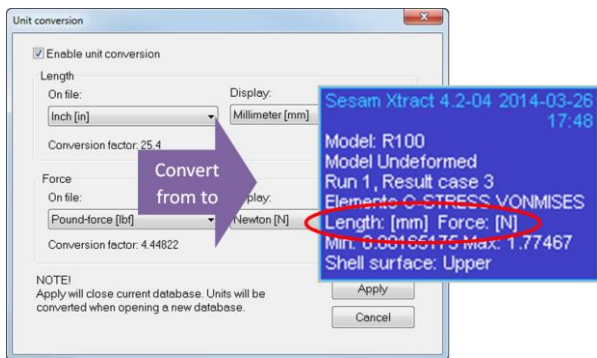 Unit conversion
Enable unit conversion
Length
On file:
Display:
Inch [in]
Millimeter [mm]
Conversion factor: 25.4
Convert
from to
Force
On file:
Pound-force [lbf]
Newton [N]
Conversion factor: 4.44822
NOTE!
Apply will close current database. Units will be
converted when opening a new database.
Apply
Cancel
Sesam Xtract 4.2-04 2014-03-26
17:48
Model: R100
Model Undeformed
Run 1, Result case 3
Elements G-STRESS VONMISES
Length: [mm] Force: [N]
Min: 0.00165175 Max: 1.77467
Shell surface: Upper